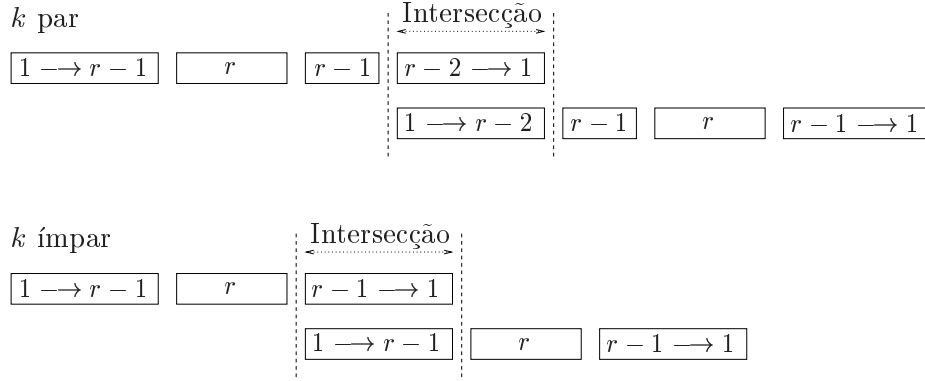 k par
Intersecção
1 ⟶ r − 1 r r − 1 r − 2 ⟶ 1
1 ⟶ r − 2 r − 1 r r − 1 ⟶ 1
k ímpar
Intersecção
1 ⟶ r − 1 r r − 1 ⟶ 1
1 ⟶ r − 1 r r − 1 ⟶ 1